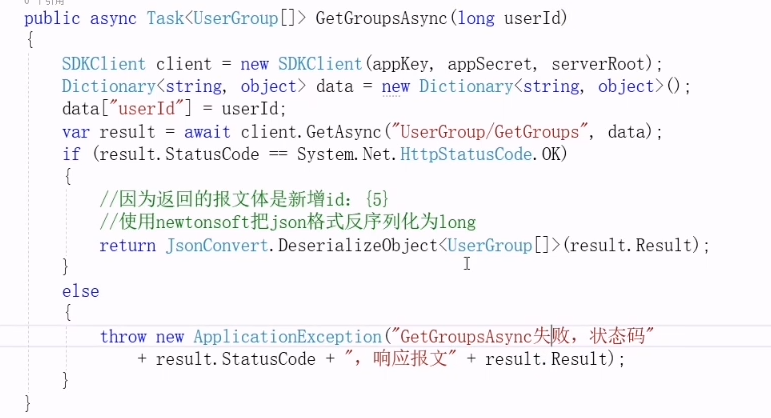 public async Task<UserGroup[]> GetGroupsAsync(long userId)
{
SDKClient client = new SDKClient(appKey, appSecret, serverRoot);
Dictionary<string, object> data = new Dictionary<string, object>();
data["userId"] = userId;
var result = await client.GetAsync("UserGroup/GetGroups", data);
if (result.StatusCode == System.Net.HttpStatusCode.OK)
{
//因为返回的报文体是新增id: {5}
//使用newtonsoft把json格式反序列化为long
return JsonConvert.DeserializeObject<UserGroup[]>(result.Result);
}
else
{
throw new ApplicationException("GetGroupsAsync失败，状态码"
+ result.StatusCode + "，响应报文" + result.Result);
}
}